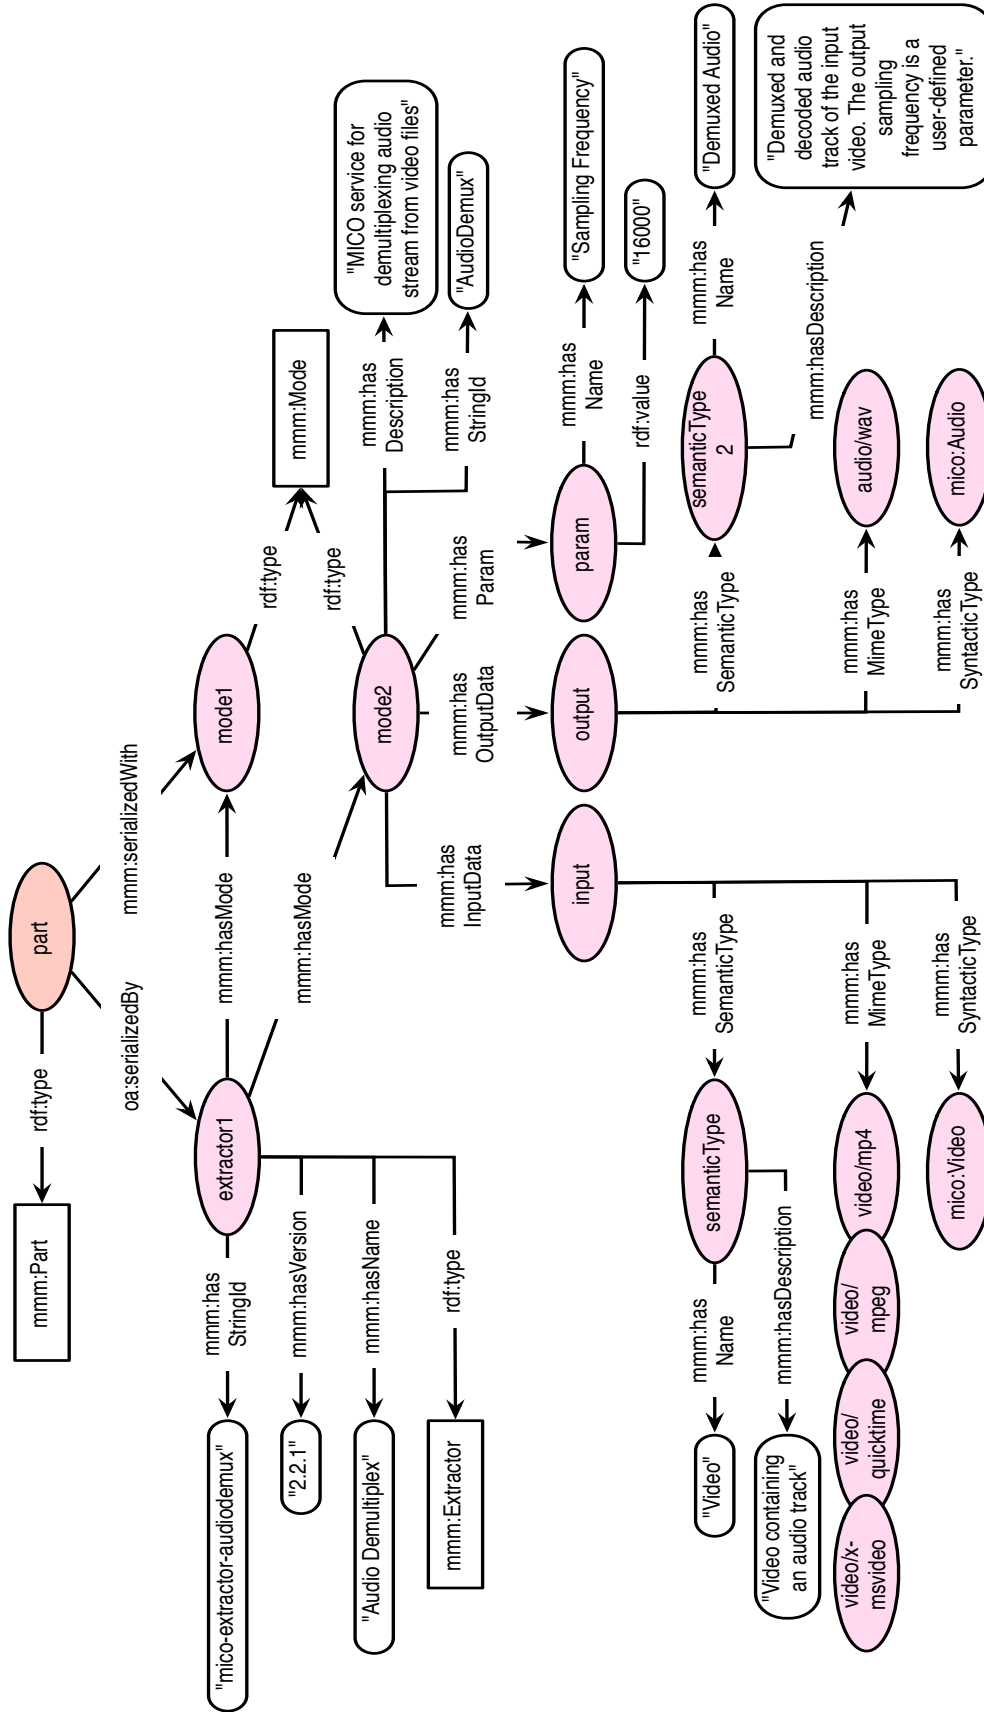 mmm:Part
rdf:type
part
oa:serializedBy
mmm:serializedWith
"mico-extractor-audiodemux"
mmm:has
StringId
extractor1
mmm:hasMode
mode1
rdf:type
mmm:Mode
"2.2.1"
mmm:hasVersion
mmm:hasMode
rdf:type
"Audio Demultiplex"
mmm:hasName
mode2
mmm:has
Description
"MICO service for
demultiplexing audio
stream from video files"
mmm:Extractor
rdf:type
mmm:has
InputData
mmm:has
OutputData
mmm:has
Param
mmm:has
StringId
"AudioDemux"
input
output
param
mmm:has
Name
"Sampling Frequency"
rdf:value
"16000"
"Video"
mmm:has
Name
semanticType
mmm:has
SemanticType
mmm:has
SemanticType
semanticType
2
mmm:has
Name
"Demuxed Audio"
"Video containing
an audio track"
mmm:hasDescription
mmm:hasDescription
"Demuxed and
decoded audio
track of the input
video. The output
sampling
frequency is a
user-defined
parameter."
video/x-
msvideo
video/
quicktime
video/
mpeg
video/mp4
mmm:has
MimeType
mmm:has
MimeType
audio/wav
mico:Video
mmm:has
SyntacticType
mmm:has
SyntacticType
mico:Audio